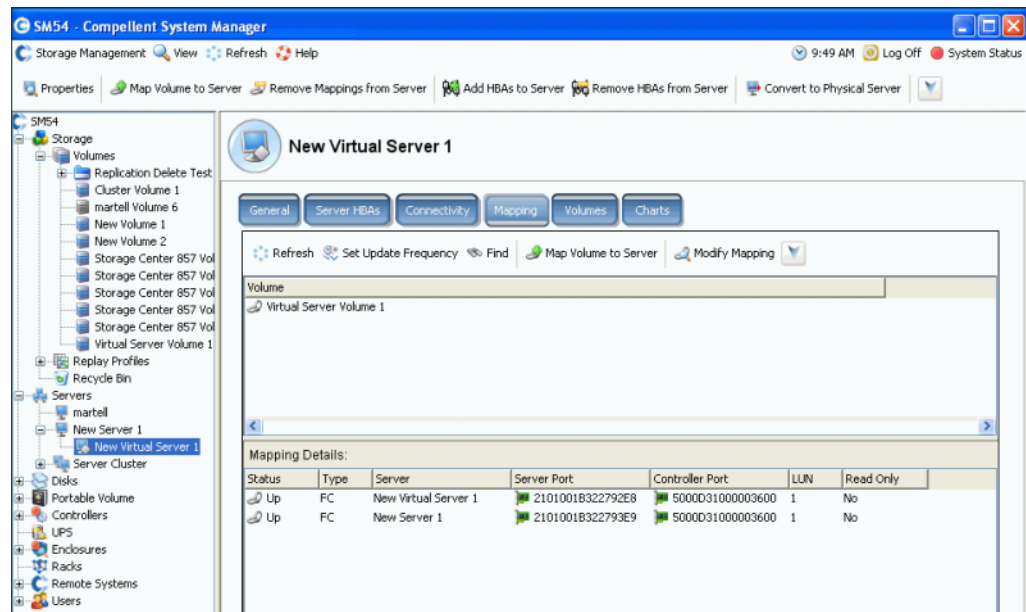 SM54 - Compellent System Manager
Storage Management View Refresh Help 9:49 AM Log Off System Status
Properties Map Volume to Server Remove Mappings from Server Add HBAs to Server Remove HBAs from Server Convert to Physical Server
SM54
Storage
Volumes
Replication Delete Test
Cluster Volume 1
martell Volume 6
New Volume 1
New Volume 2
Storage Center 857 Vol
Storage Center 857 Vol
Storage Center 857 Vol
Storage Center 857 Vol
Storage Center 857 Vol
Virtual Server Volume 1
Replay Profiles
Recycle Bin
Servers
martell
New Server 1
New Virtual Server 1
Server Cluster
Disks
Portable Volume
Controllers
UPS
Enclosures
Racks
Remote Systems
Users
New Virtual Server 1
General Server HBAs Connectivity Mapping Volumes Charts
Refresh Set Update Frequency Find Map Volume to Server Modify Mapping
Volume
Virtual Server Volume 1
Mapping Details:
Status Type Server Server Port Controller Port LUN Read Only
Up FC New Virtual Server 1 2101001B322792E8 5000D31000003600 1 No
Up FC New Server 1 2101001B322793E9 5000D31000003600 1 No